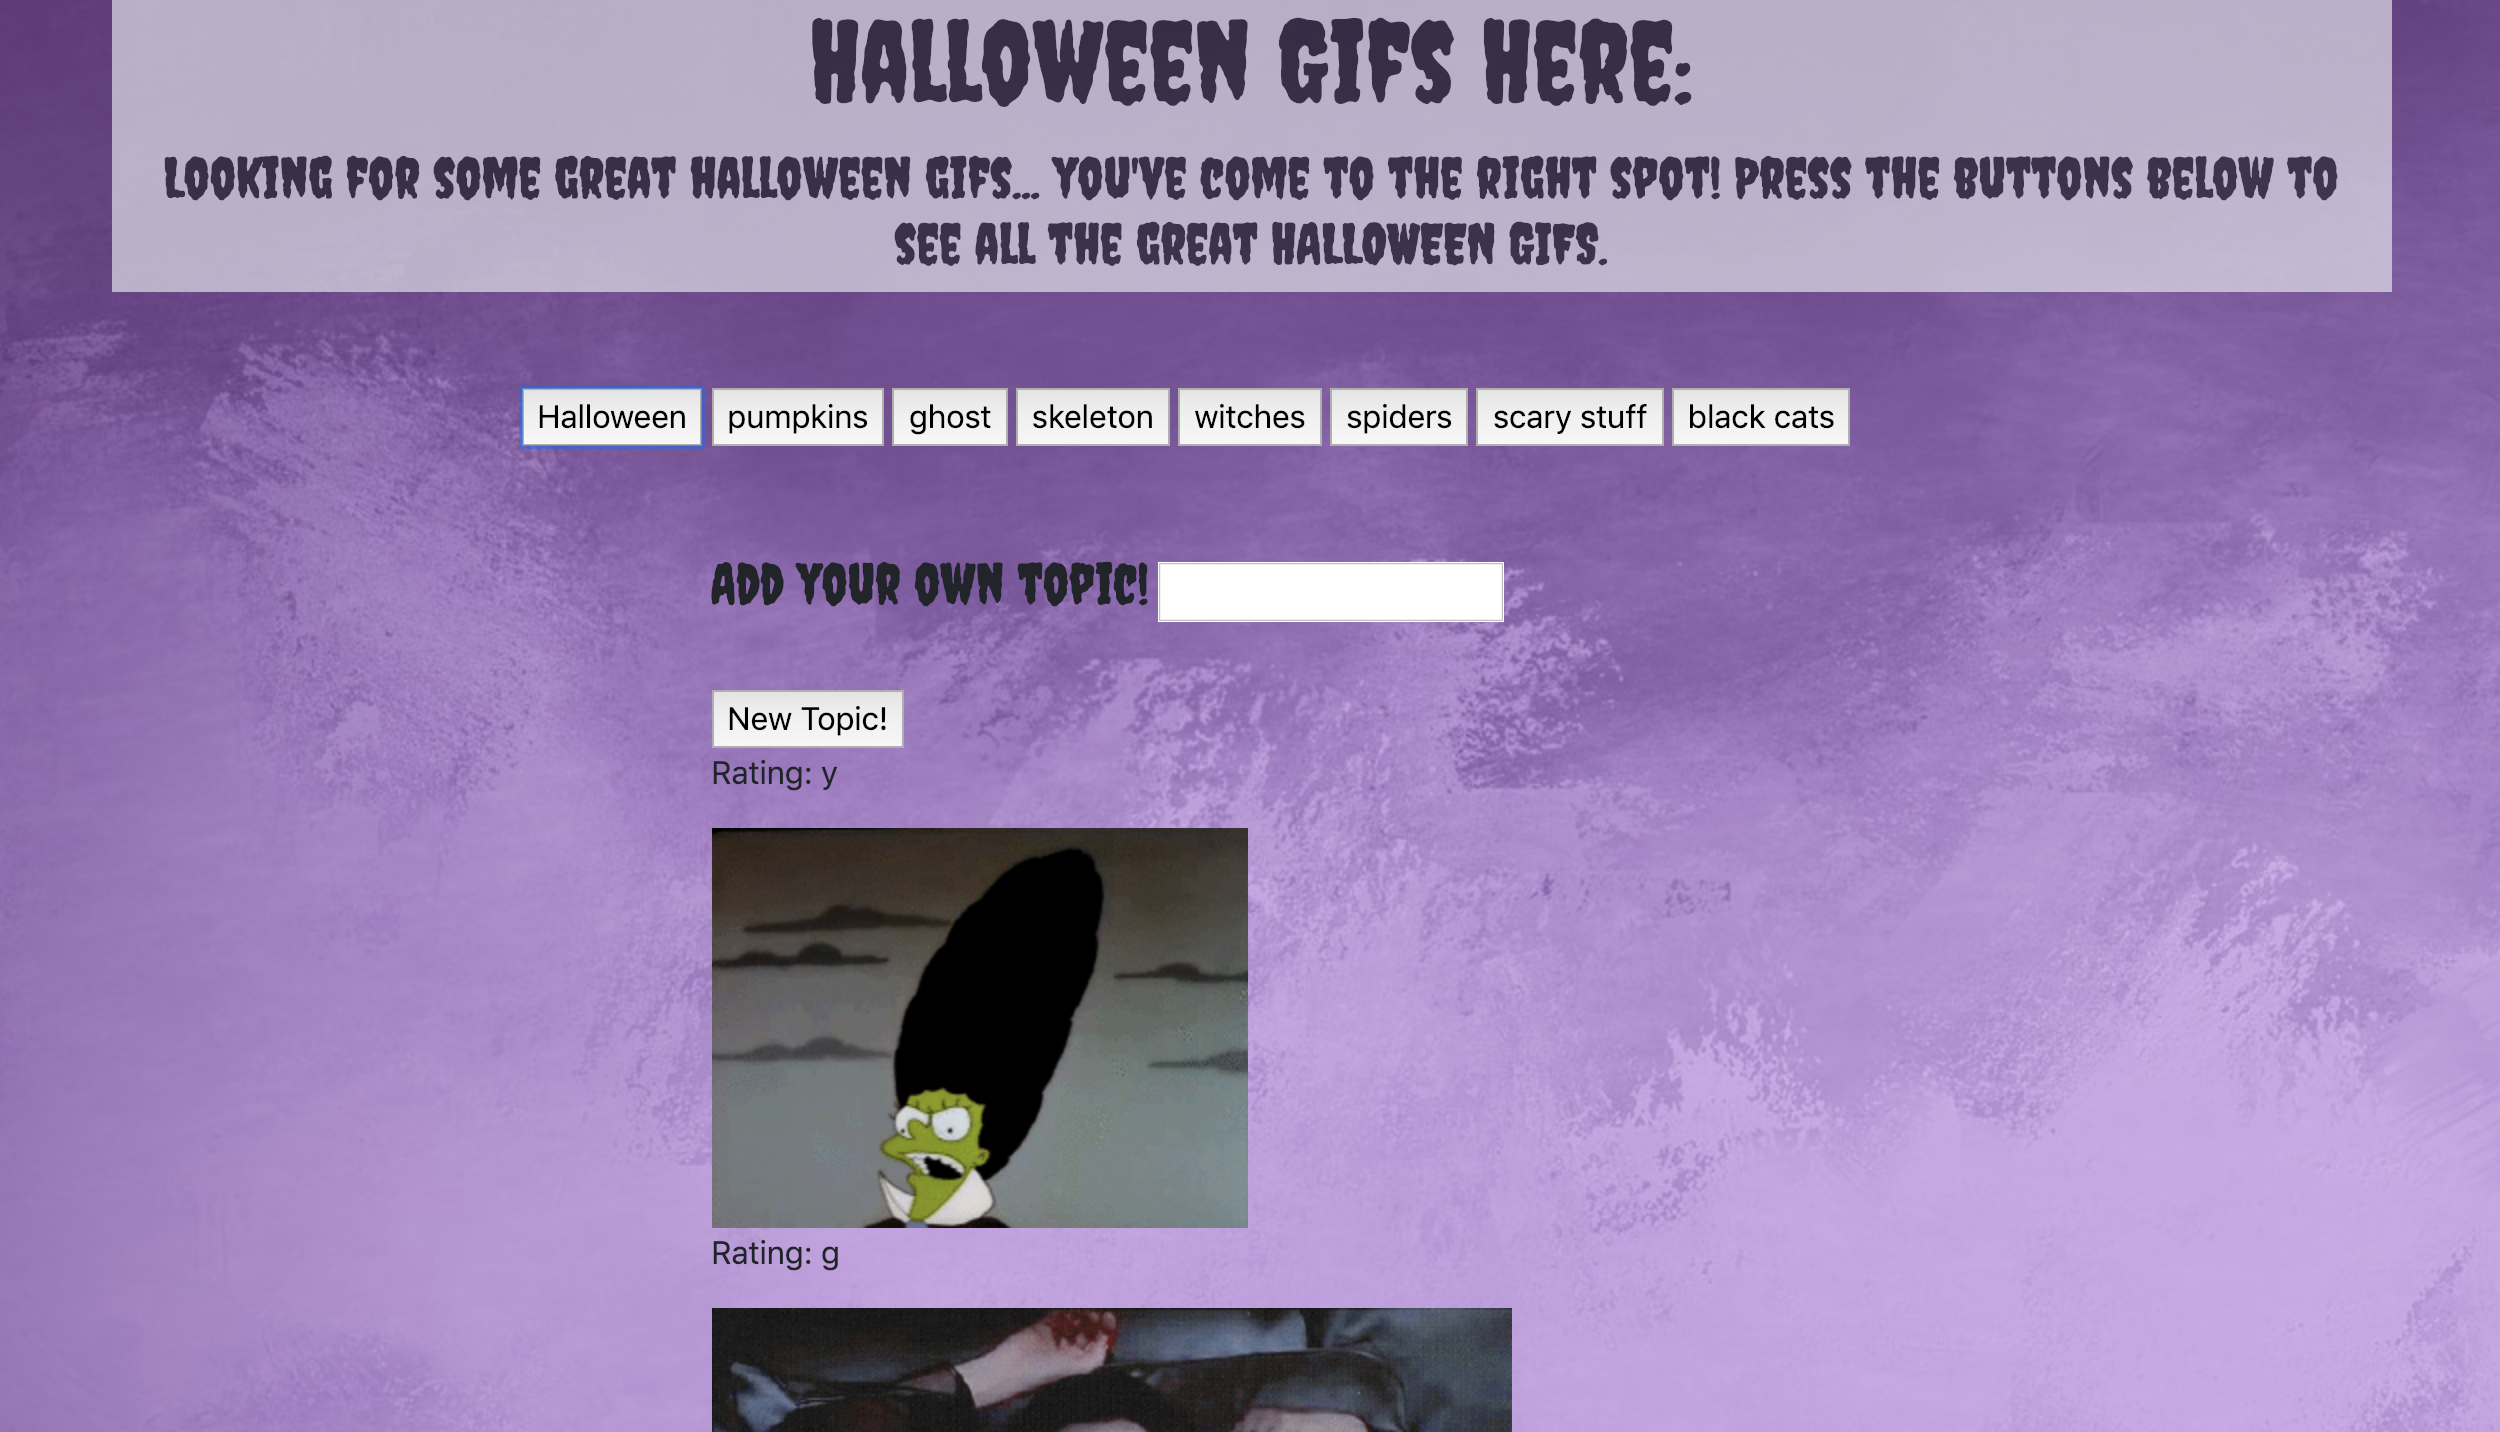 HALLOWEEN GIFS HERE:
LOOKING FOR SOME GREAT HALLOWEEN GIFS... YOU'VE COME TO THE RIGHT SPOT! PRESS THE BUTTONS BELOW TO
SEE ALL THE GREAT HALLOWEEN GIFS.
Halloween pumpkins ghost skeleton witches spiders scary stuff black cats
ADD YOUR OWN TOPIC!
New Topic!
Rating: y
Rating: g